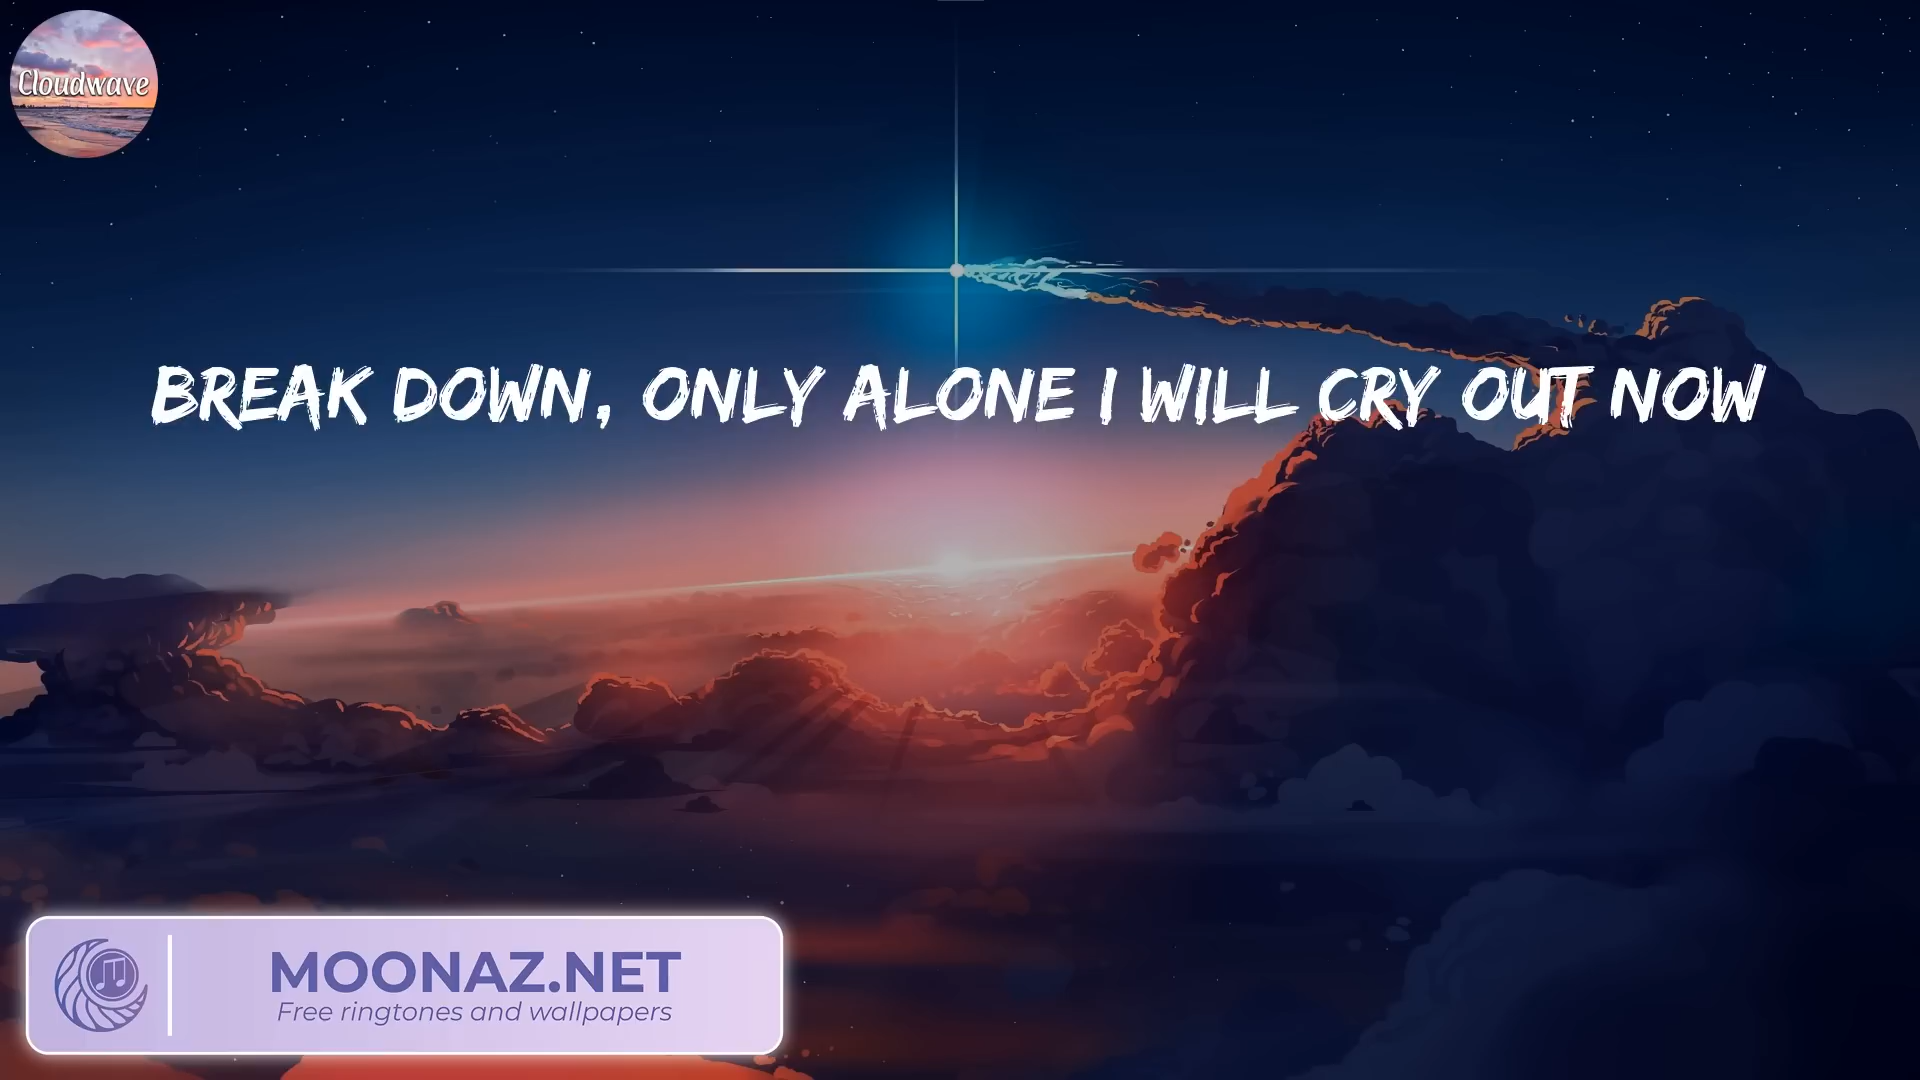 Cloudwave
BREAK DOWN, ONLY ALONE I WILL CRY OUT NOW
MOONAZ.NET
Free ringtones and wallpapers